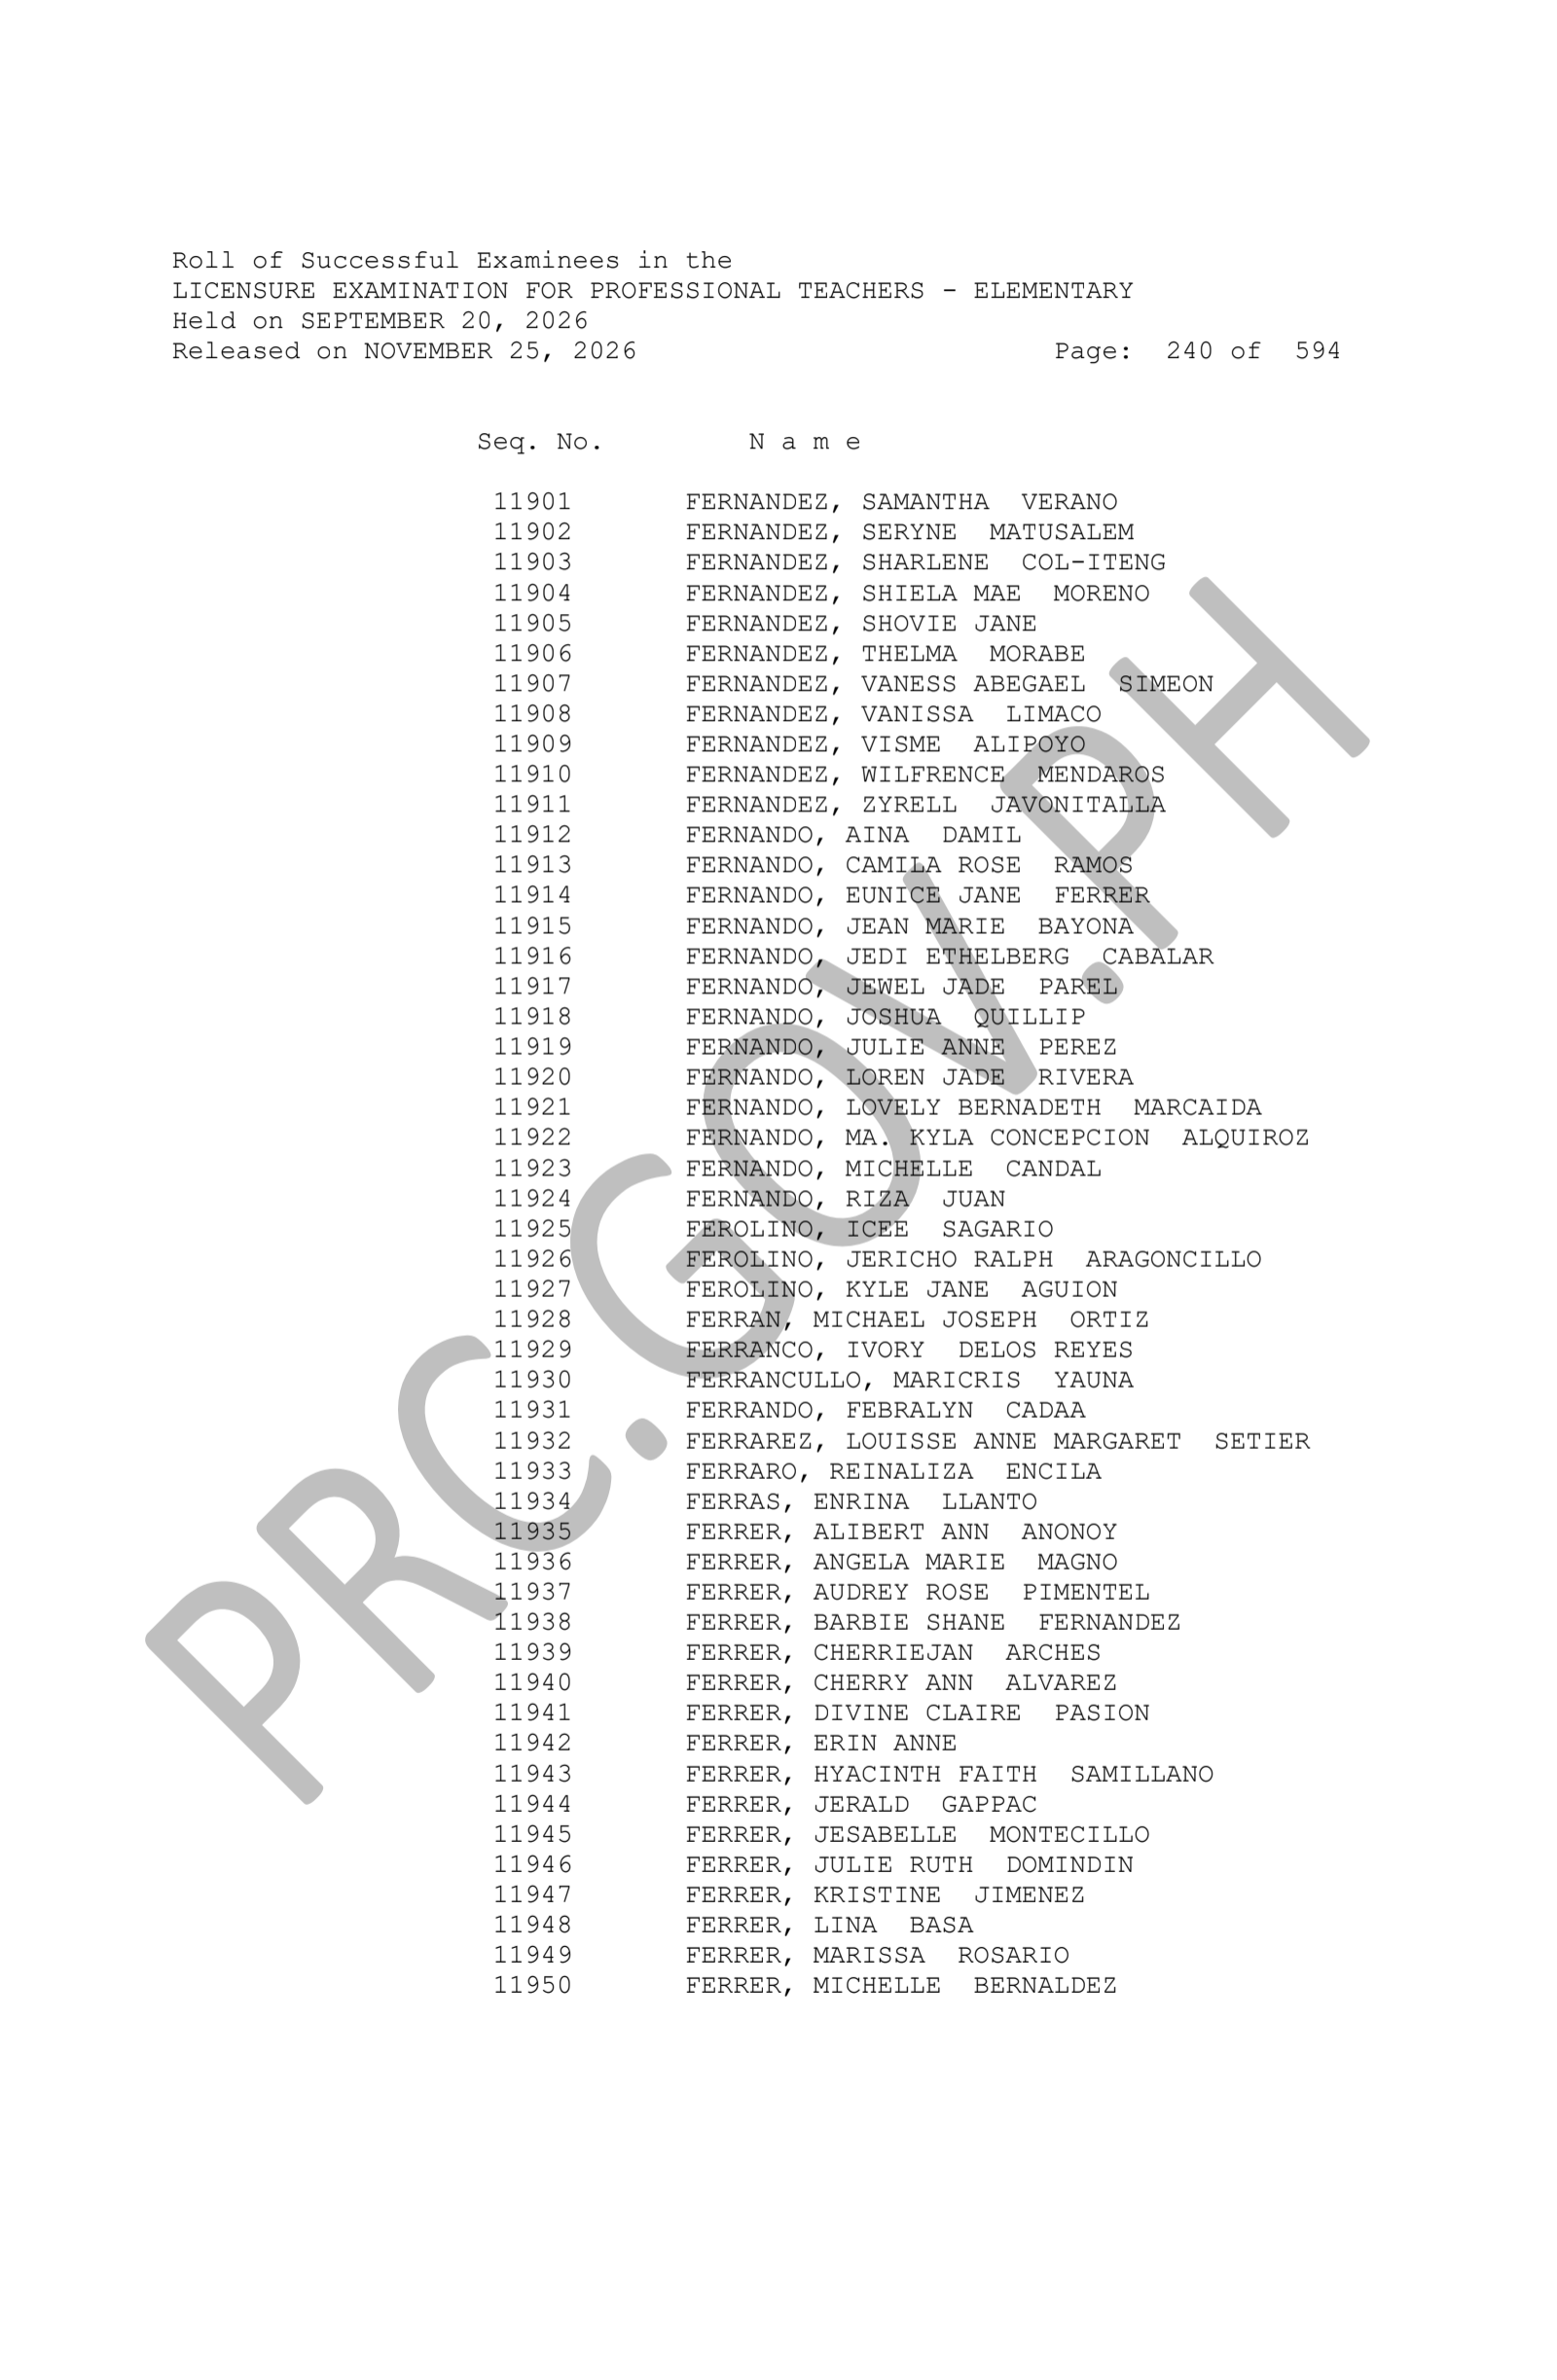 Roll of Successful Examinees in the
LICENSURE EXAMINATION FOR PROFESSIONAL TEACHERS - ELEMENTARY
Held on SEPTEMBER 20, 2026
Released on NOVEMBER 25, 2026 Page: 240 of 594
Seq. No. N a m e
11901 FERNANDEZ, SAMANTHA VERANO
11902 FERNANDEZ, SERYNE MATUSALEM
11903 FERNANDEZ, SHARLENE COL-ITENG
11904 FERNANDEZ, SHIELA MAE MORENO
11905 FERNANDEZ, SHOVIE JANE
11906 FERNANDEZ, THELMA MORABE
11907 FERNANDEZ, VANESS ABEGAEL SIMEON
11908 FERNANDEZ, VANISSA LIMACO
11909 FERNANDEZ, VISME ALIPOYO
11910 FERNANDEZ, WILFRENCE MENDAROS
11911 FERNANDEZ, ZYRELL JAVONITALLA
11912 FERNANDO, AINA DAMIL
11913 FERNANDO, CAMILA ROSE RAMOS
11914 FERNANDO, EUNICE JANE FERRER
11915 FERNANDO, JEAN MARIE BAYONA
11916 FERNANDO, JEDI ETHELBERG CABALAR
11917 FERNANDO, JEWEL JADE PAREL
11918 FERNANDO, JOSHUA QUILLIP
11919 FERNANDO, JULIE ANNE PEREZ
11920 FERNANDO, LOREN JADE RIVERA
11921 FERNANDO, LOVELY BERNADETH MARCAIDA
11922 FERNANDO, MA. KYLA CONCEPCION ALQUIROZ
11923 FERNANDO, MICHELLE CANDAL
11924 FERNANDO, RIZA JUAN
11925 FEROLINO, ICEE SAGARIO
11926 FEROLINO, JERICHO RALPH ARAGONCILLO
11927 FEROLINO, KYLE JANE AGUION
11928 FERRAN, MICHAEL JOSEPH ORTIZ
11929 FERRANCO, IVORY DELOS REYES
11930 FERRANCULLO, MARICRIS YAUNA
11931 FERRANDO, FEBRALYN CADAA
11932 FERRAREZ, LOUISSE ANNE MARGARET SETIER
11933 FERRARO, REINALIZA ENCILA
11934 FERRAS, ENRINA LLANTO
11935 FERRER, ALIBERT ANN ANONOY
11936 FERRER, ANGELA MARIE MAGNO
11937 FERRER, AUDREY ROSE PIMENTEL
11938 FERRER, BARBIE SHANE FERNANDEZ
11939 FERRER, CHERRIEJAN ARCHES
11940 FERRER, CHERRY ANN ALVAREZ
11941 FERRER, DIVINE CLAIRE PASION
11942 FERRER, ERIN ANNE
11943 FERRER, HYACINTH FAITH SAMILLANO
11944 FERRER, JERALD GAPPAC
11945 FERRER, JESABELLE MONTECILLO
11946 FERRER, JULIE RUTH DOMINDIN
11947 FERRER, KRISTINE JIMENEZ
11948 FERRER, LINA BASA
11949 FERRER, MARISSA ROSARIO
11950 FERRER, MICHELLE BERNALDEZ
PRC.GOV.PH